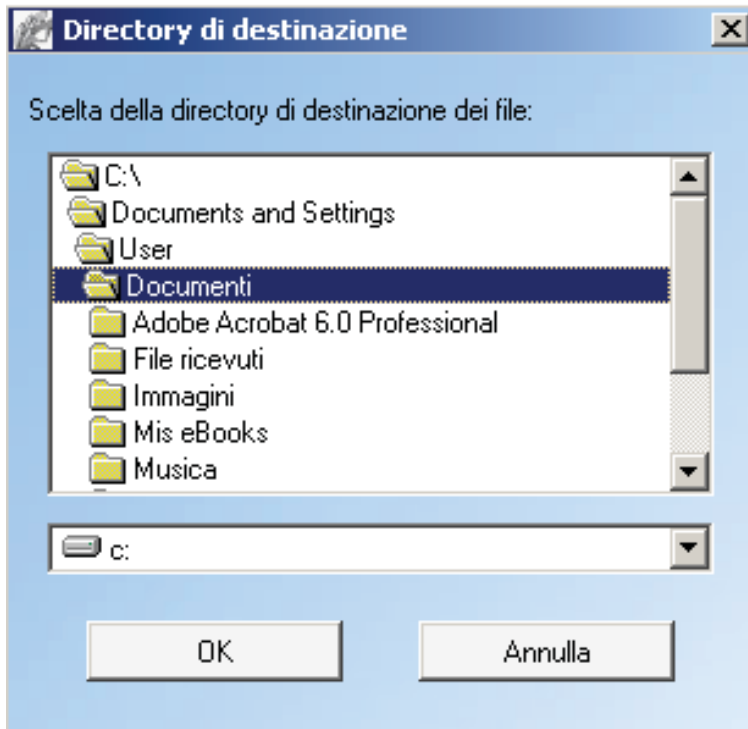 Directory di destinazione
Scelta della directory di destinazione dei file:
C:\
Documents and Settings
User
Documenti
Adobe Acrobat 6.0 Professional
File ricevuti
Immagini
Mis eBooks
Musica
c:
OK
Annulla